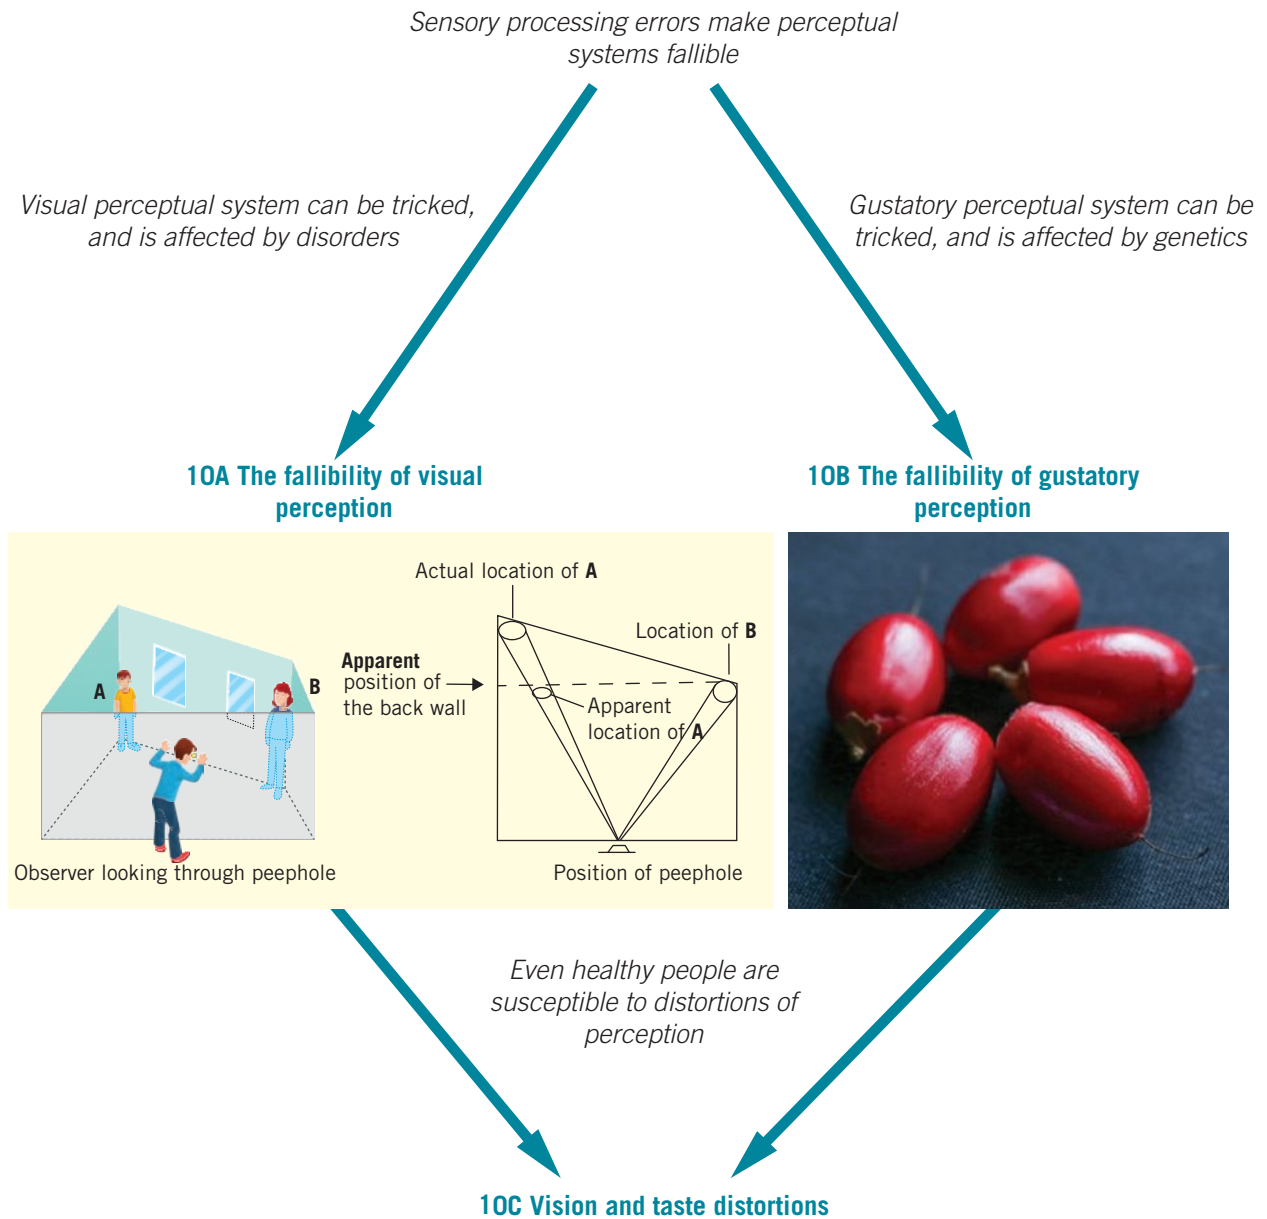 Sensory processing errors make perceptual
systems fallible
Visual perceptual system can be tricked,
and is affected by disorders
Gustatory perceptual system can be
tricked, and is affected by genetics
10A The fallibility of visual
perception
10B The fallibility of gustatory
perception
A
B
Observer looking through peephole
Actual location of A
Location of B
Apparent
position of
the back wall
Apparent
location of A
Position of peephole
Even healthy people are
susceptible to distortions of
perception
10C Vision and taste distortions